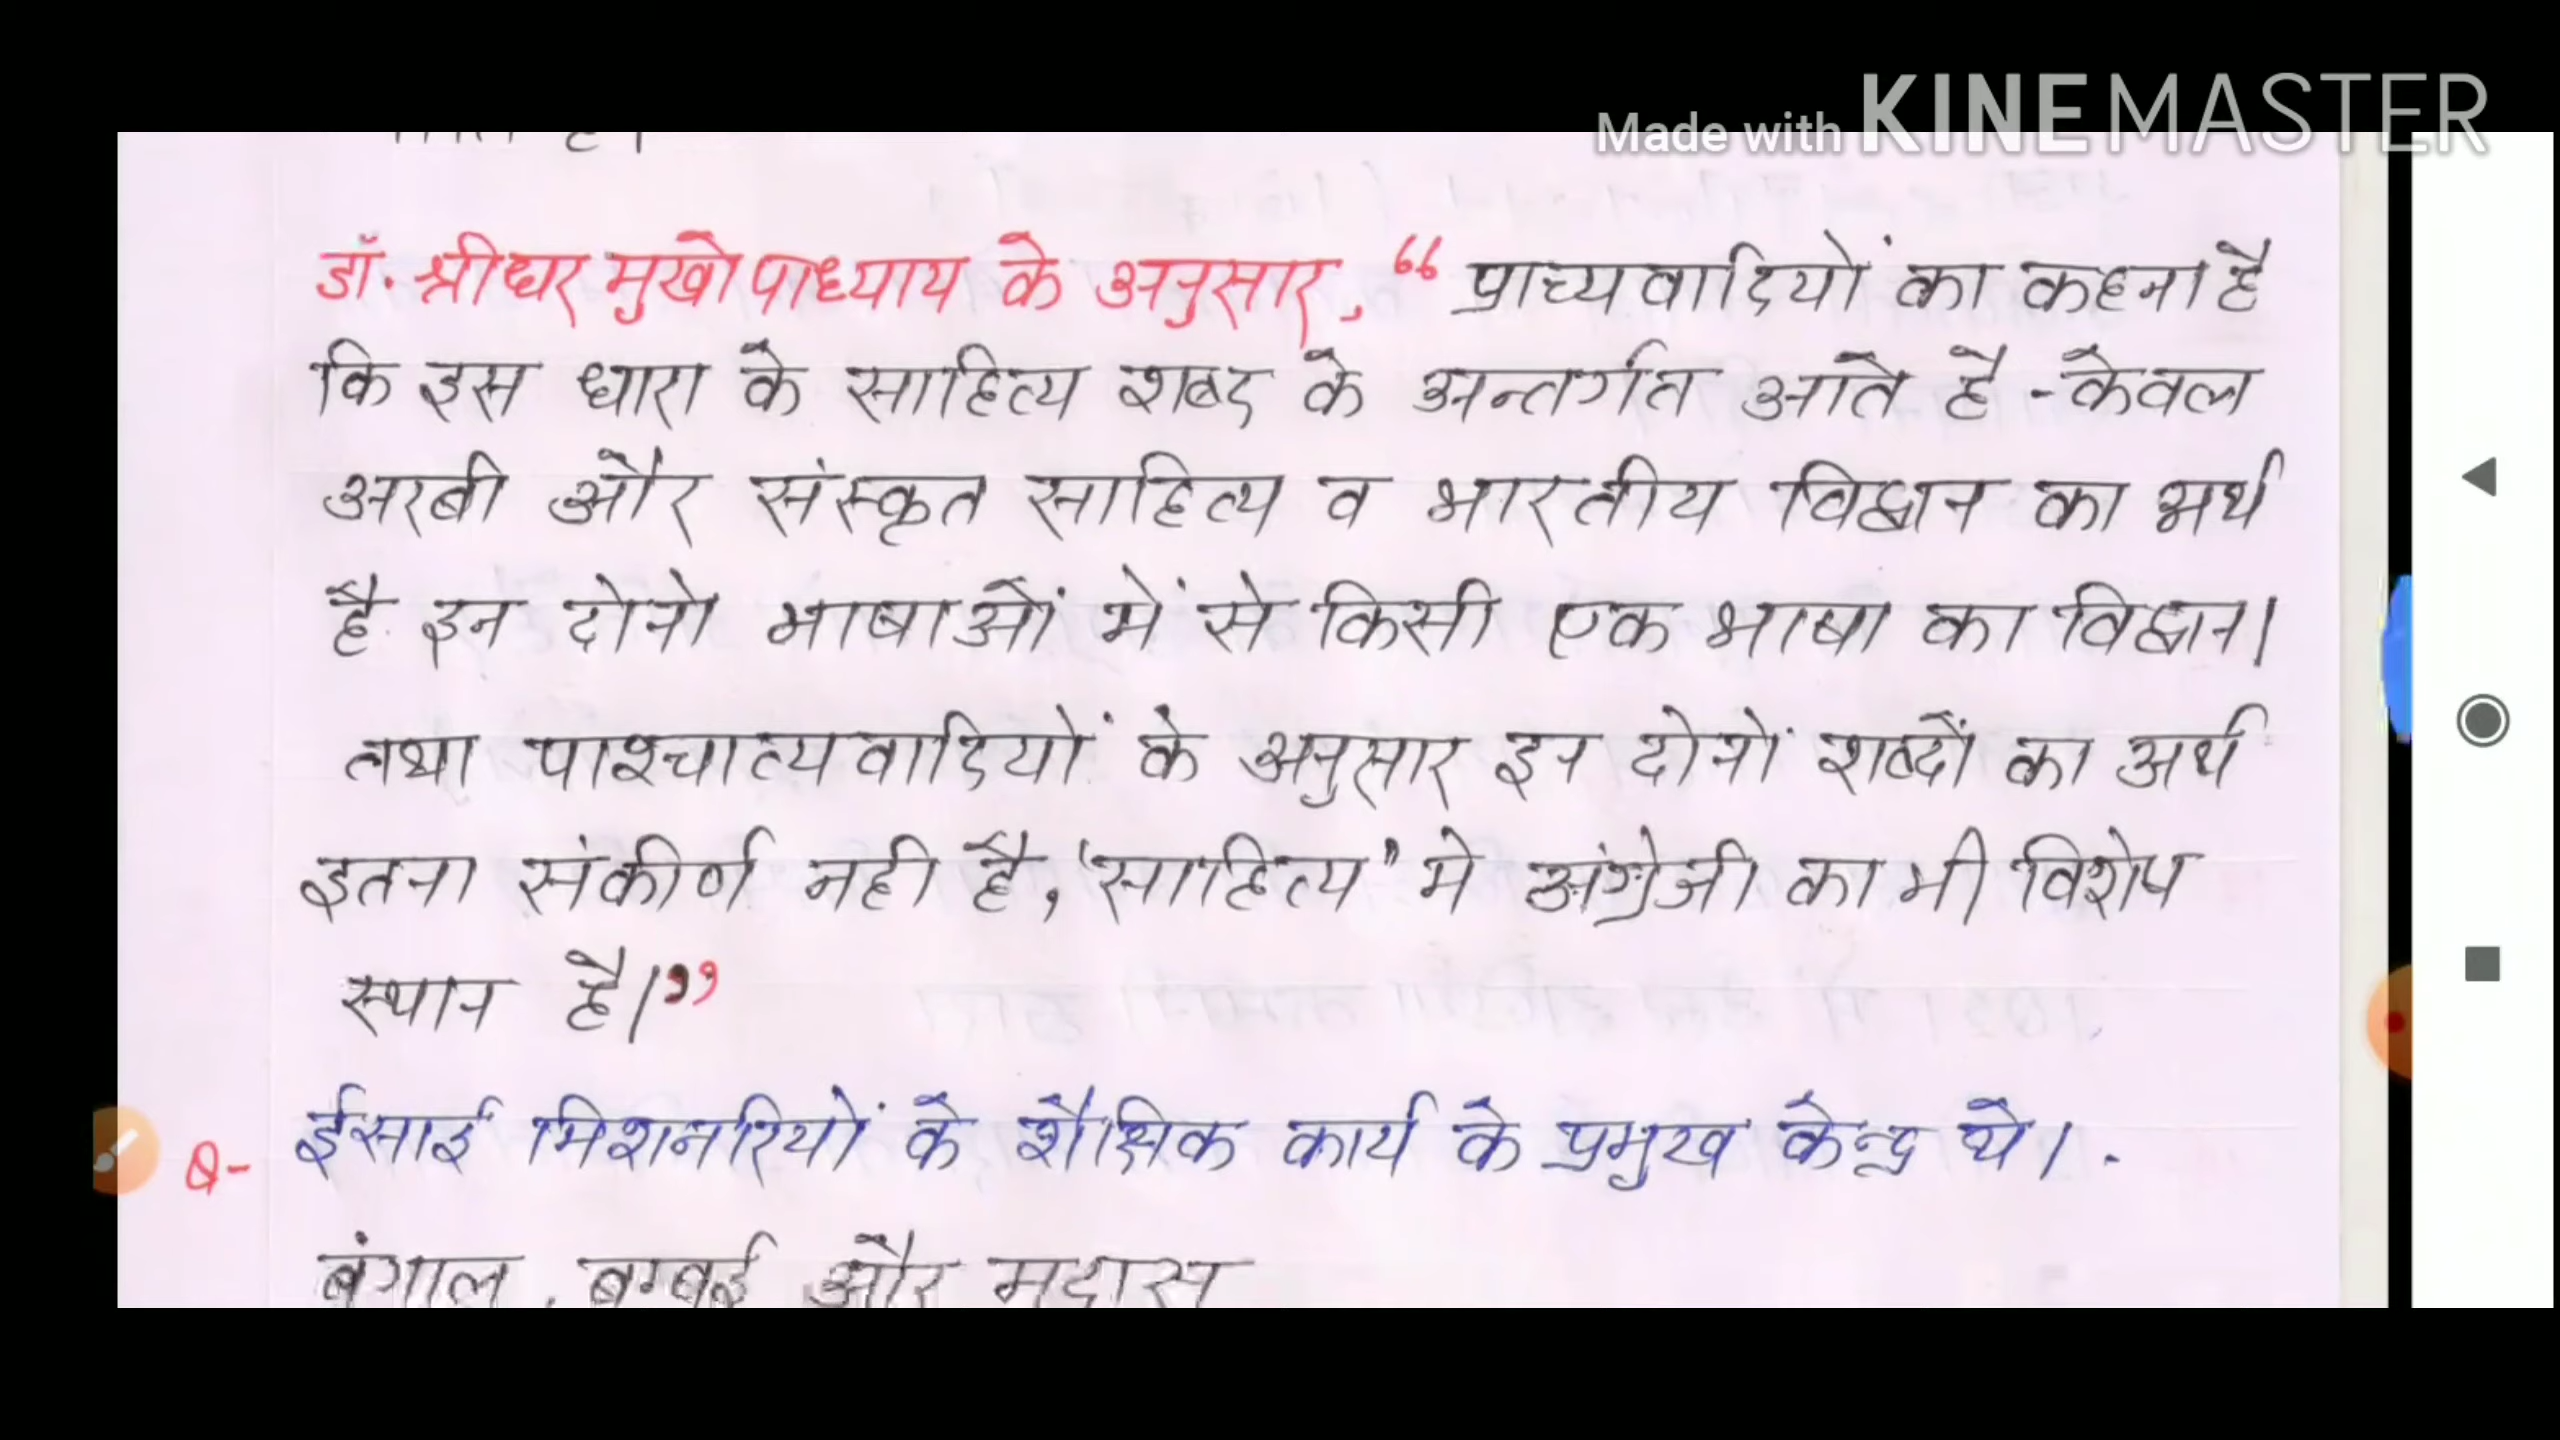 Made with KINEMASTER
डॉ. श्रीधर मुखोपाध्याय के अनुसार, “ प्राच्यवादियों का कहना है
कि इस धारा के साहित्य शब्द के अन्तर्गत आते है - केवल
अरबी और संस्कृत साहित्य व भारतीय विद्वान का अर्थ
है इन दोनो भाषाओं में से किसी एक भाषा का विद्वान।
तथा पाश्चात्यवादियों के अनुसार इन दोनों शब्दों का अर्थ
इतना संकीर्ण नही है, 'साहित्य' मे अंग्रेजी का भी विशेष
स्थान है।”
Q- ईसाई मिशनरियों के शैक्षिक कार्य के प्रमुख केन्द्र थे। -
बंगाल, बम्बई और मद्रास